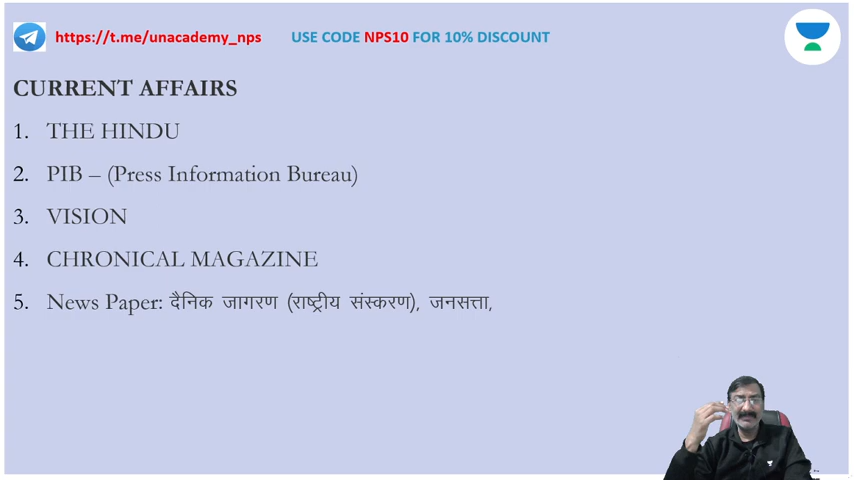 https://t.me/unacademy_nps USE CODE NPS10 FOR 10% DISCOUNT
CURRENT AFFAIRS
1. THE HINDU
2. PIB – (Press Information Bureau)
3. VISION
4. CHRONICAL MAGAZINE
5. News Paper: दैनिक जागरण (राष्ट्रीय संस्करण), जनसत्ता,